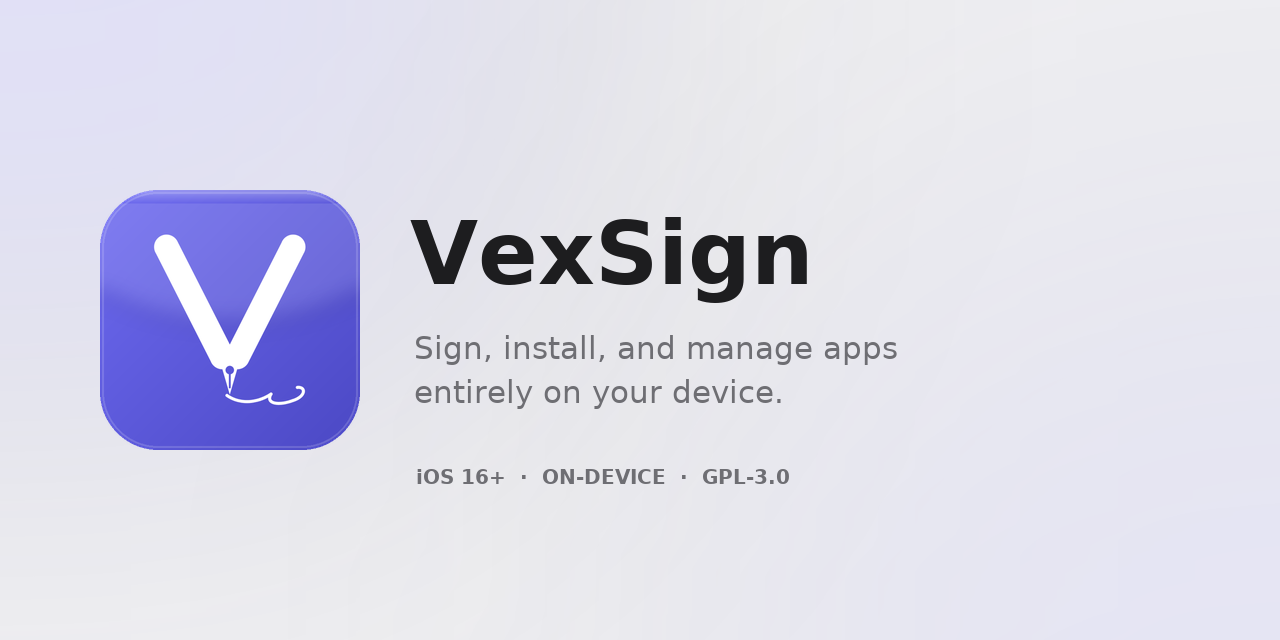 VexSign
Sign, install, and manage apps
entirely on your device.
iOS 16+ · ON-DEVICE · GPL-3.0